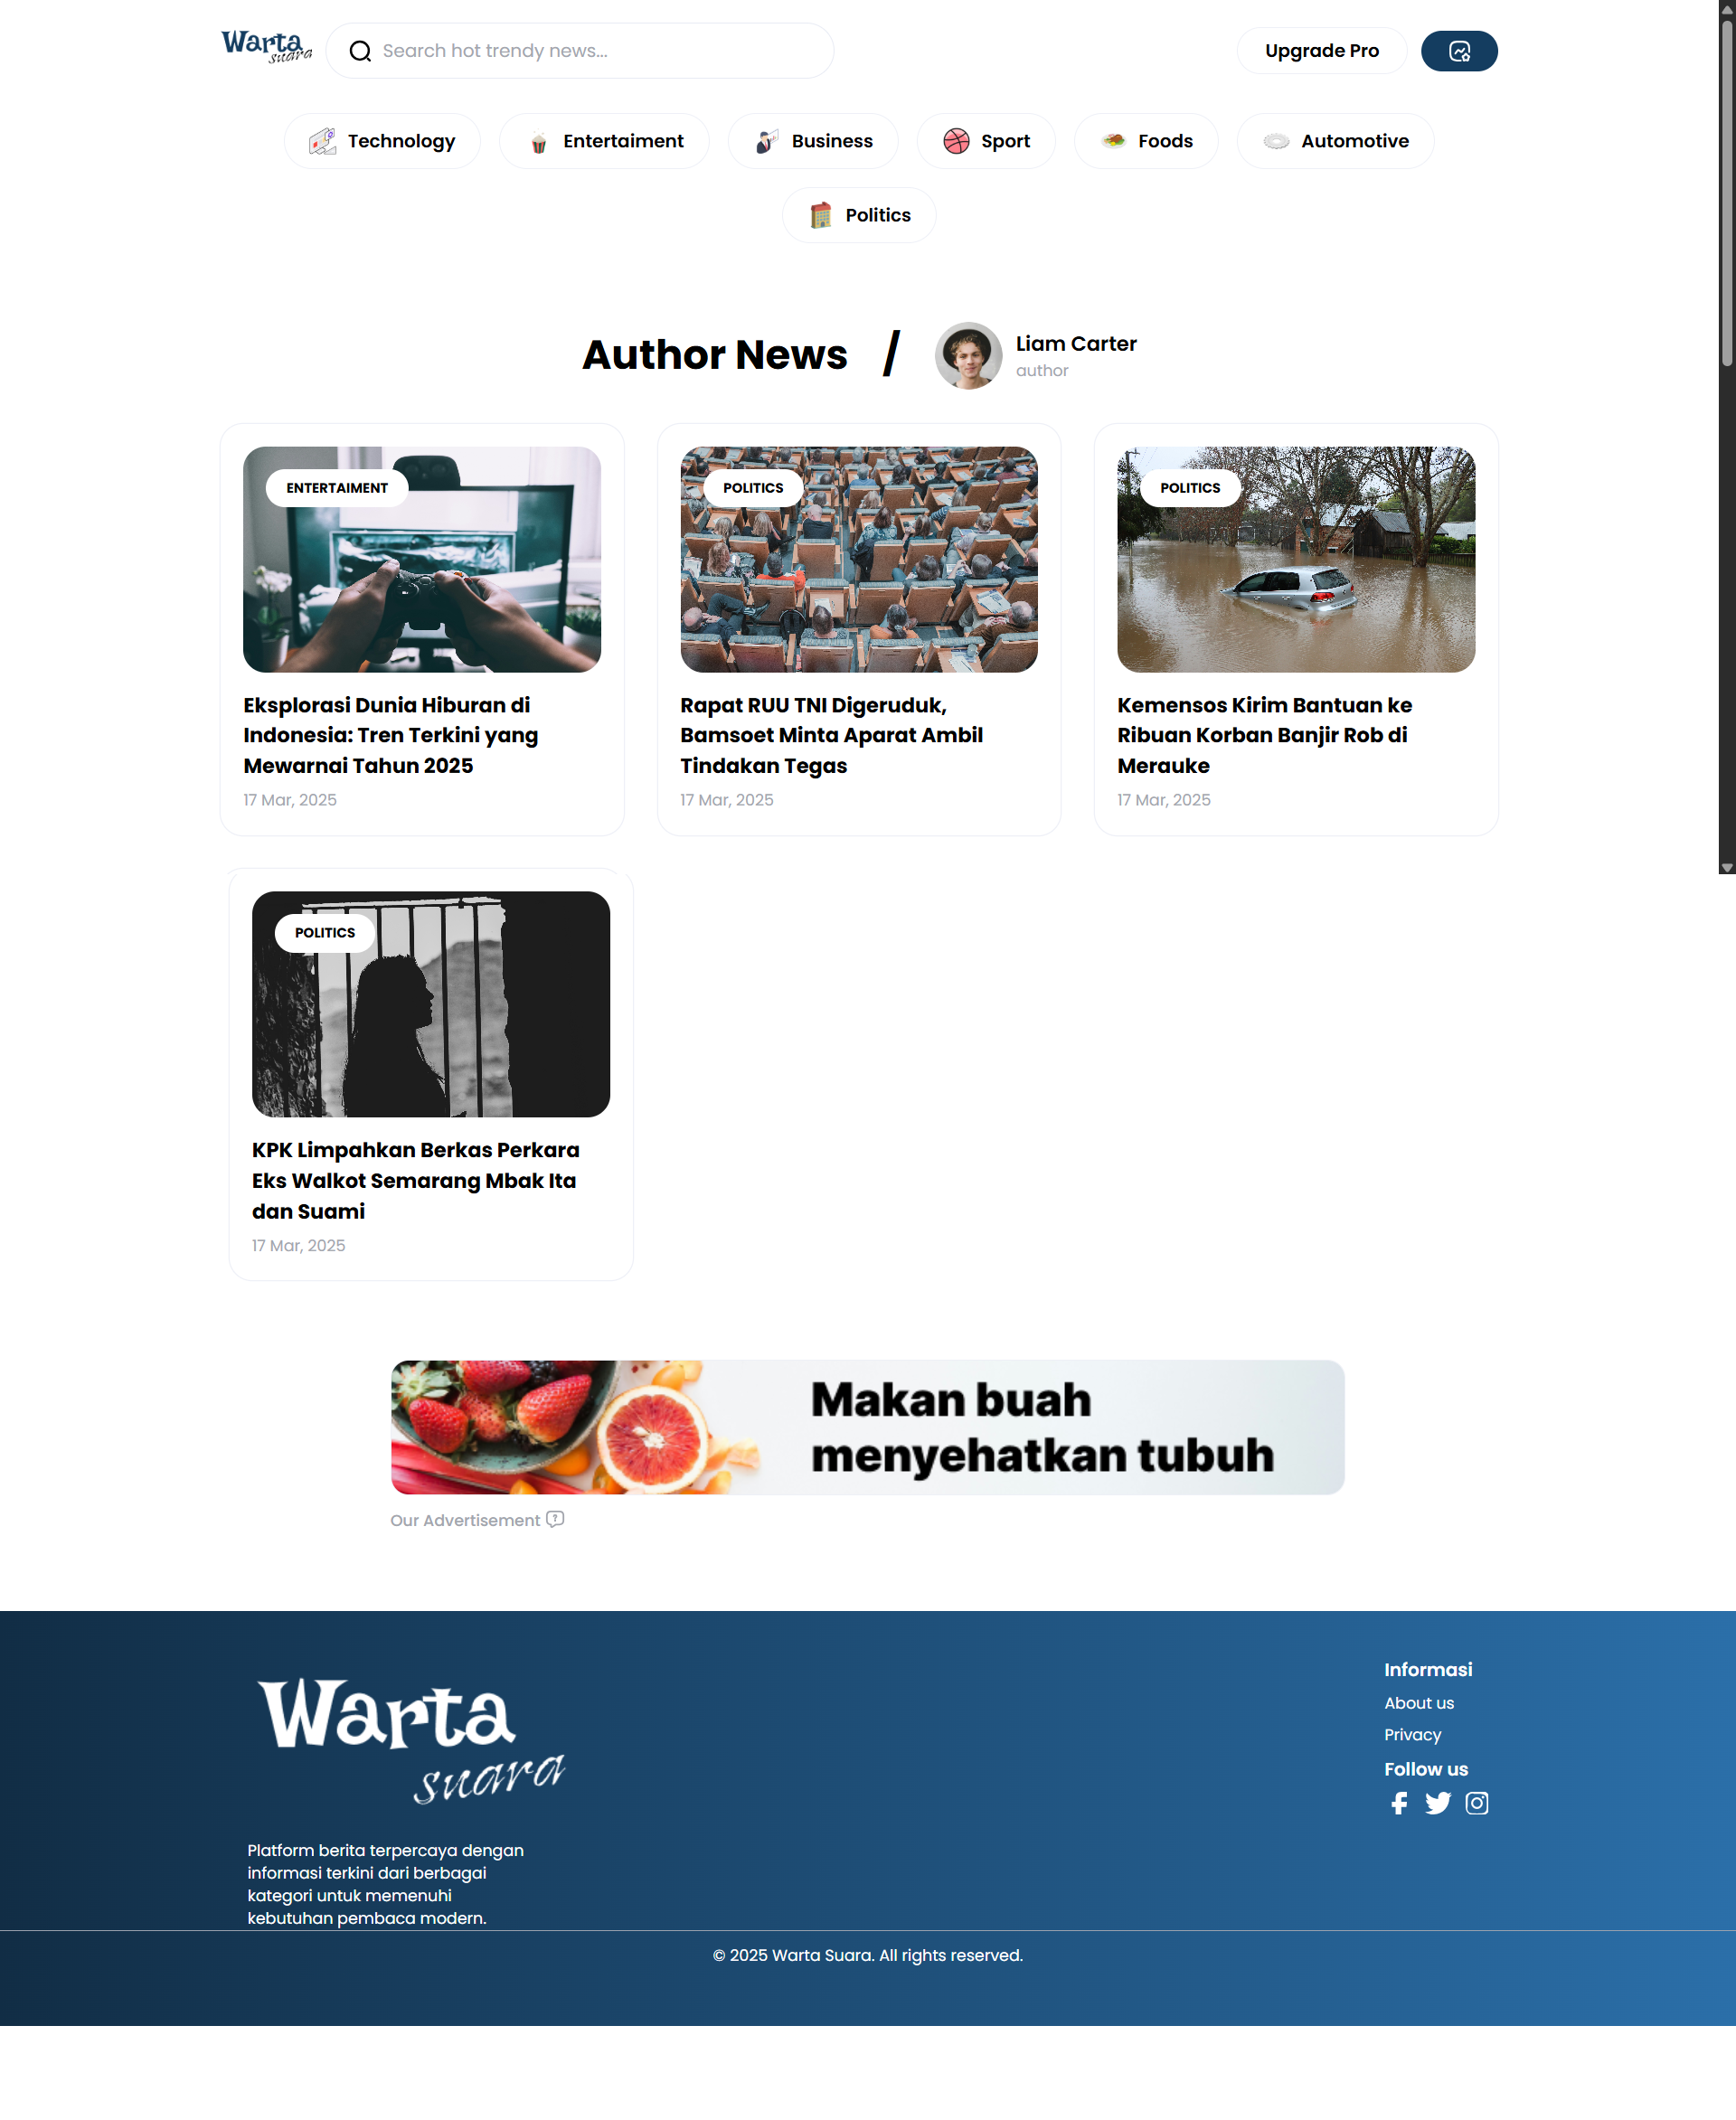 Warta
suara
Search hot trendy news...
Upgrade Pro
Technology
Entertaiment
Business
Sport
Foods
Automotive
Politics
Author News
/
Liam Carter
author
ENTERTAIMENT
Eksplorasi Dunia Hiburan di
Indonesia: Tren Terkini yang
Mewarnai Tahun 2025
17 Mar, 2025
POLITICS
Rapat RUU TNI Digeruduk,
Bamsoet Minta Aparat Ambil
Tindakan Tegas
17 Mar, 2025
POLITICS
Kemensos Kirim Bantuan ke
Ribuan Korban Banjir Rob di
Merauke
17 Mar, 2025
POLITICS
KPK Limpahkan Berkas Perkara
Eks Walkot Semarang Mbak Ita
dan Suami
17 Mar, 2025
Makan buah
menyehatkan tubuh
Our Advertisement
Warta
suara
Platform berita terpercaya dengan
informasi terkini dari berbagai
kategori untuk memenuhi
kebutuhan pembaca modern.
Informasi
About us
Privacy
Follow us
© 2025 Warta Suara. All rights reserved.